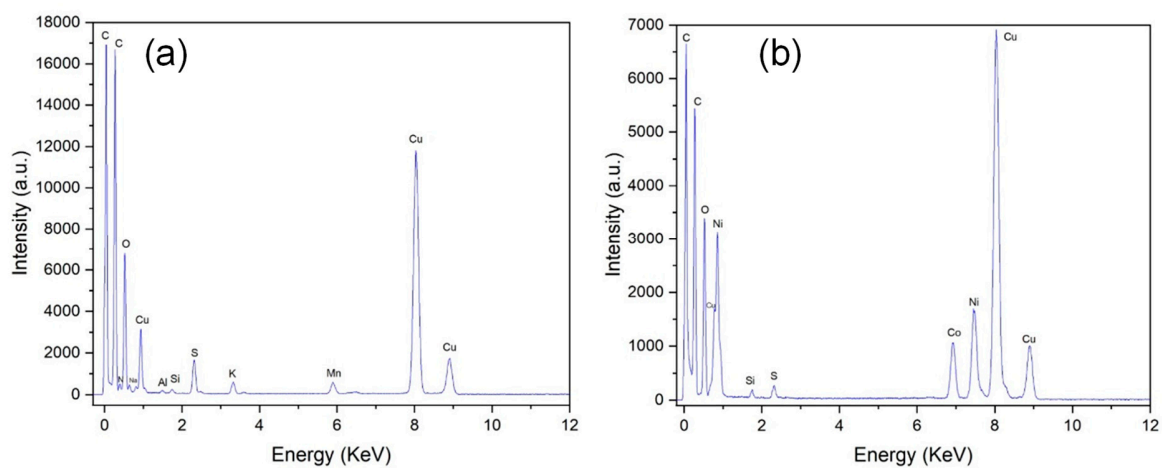 (a)
18000
16000
14000
12000
10000
8000
6000
4000
2000
0
Intensity (a.u.)
C C
O
N
Na
Cu
Al
Si
S
K
Mn
Cu
Cu
0 2 4 6 8 10 12
Energy (KeV)
(b)
7000
6000
5000
4000
3000
2000
1000
0
Intensity (a.u.)
C
C
O
Cu
Ni
Si
S
Co
Ni
Cu
Cu
0 2 4 6 8 10 12
Energy (KeV)